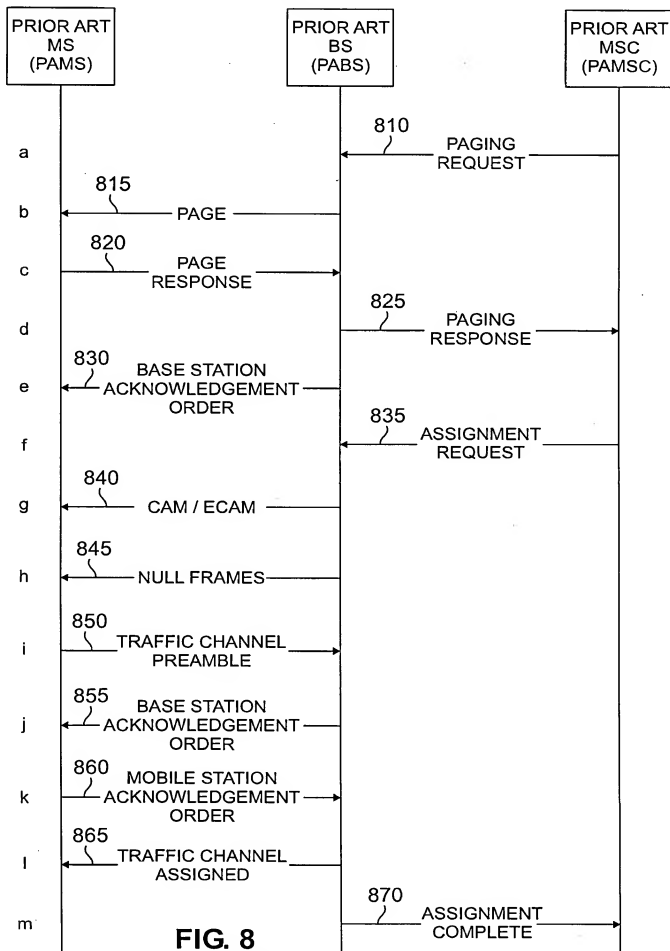 PRIOR ART
MS
(PAMS)
PRIOR ART
BS
(PABS)
PRIOR ART
MSC
(PAMSC)
a
810
PAGING
REQUEST
b
815
PAGE
c
820
PAGE
RESPONSE
d
825
PAGING
RESPONSE
e
830
BASE STATION
ACKNOWLEDGEMENT
ORDER
f
835
ASSIGNMENT
REQUEST
g
840
CAM / ECAM
h
845
NULL FRAMES
i
850
TRAFFIC CHANNEL
PREAMBLE
j
855
BASE STATION
ACKNOWLEDGEMENT
ORDER
k
860
MOBILE STATION
ACKNOWLEDGEMENT
ORDER
l
865
TRAFFIC CHANNEL
ASSIGNED
m
870
ASSIGNMENT
COMPLETE
FIG. 8